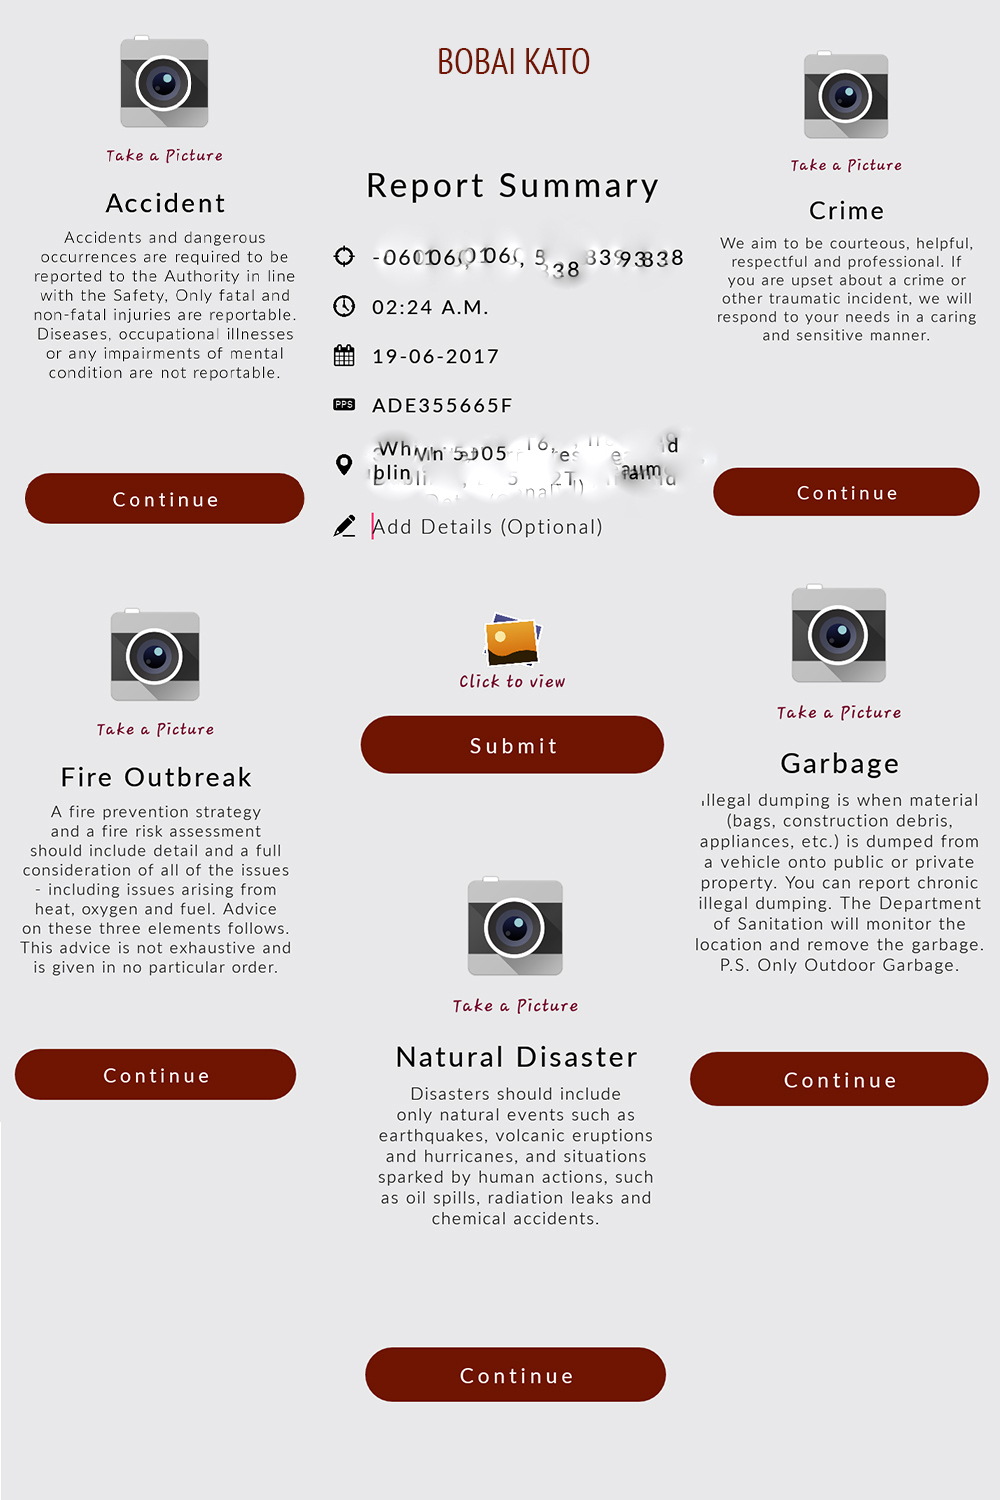 BOBAI KATO
Take a Picture
Accident
Accidents and dangerous
occurrences are required to be
reported to the Authority in line
with the Safety, Only fatal and
non-fatal injuries are reportable.
Diseases, occupational illnesses
or any impairments of mental
condition are not reportable.
Continue
Report Summary
02:24 A.M.
19-06-2017
PPS
ADE355665F
Add Details (Optional)
Click to view
Submit
Take a Picture
Crime
We aim to be courteous, helpful,
respectful and professional. If
you are upset about a crime or
other traumatic incident, we will
respond to your needs in a caring
and sensitive manner.
Continue
Take a Picture
Fire Outbreak
A fire prevention strategy
and a fire risk assessment
should include detail and a full
consideration of all of the issues
- including issues arising from
heat, oxygen and fuel. Advice
on these three elements follows.
This advice is not exhaustive and
is given in no particular order.
Continue
Take a Picture
Natural Disaster
Disasters should include
only natural events such as
earthquakes, volcanic eruptions
and hurricanes, and situations
sparked by human actions, such
as oil spills, radiation leaks and
chemical accidents.
Continue
Take a Picture
Garbage
Illegal dumping is when material
(bags, construction debris,
appliances, etc.) is dumped from
a vehicle onto public or private
property. You can report chronic
illegal dumping. The Department
of Sanitation will monitor the
location and remove the garbage.
P.S. Only Outdoor Garbage.
Continue